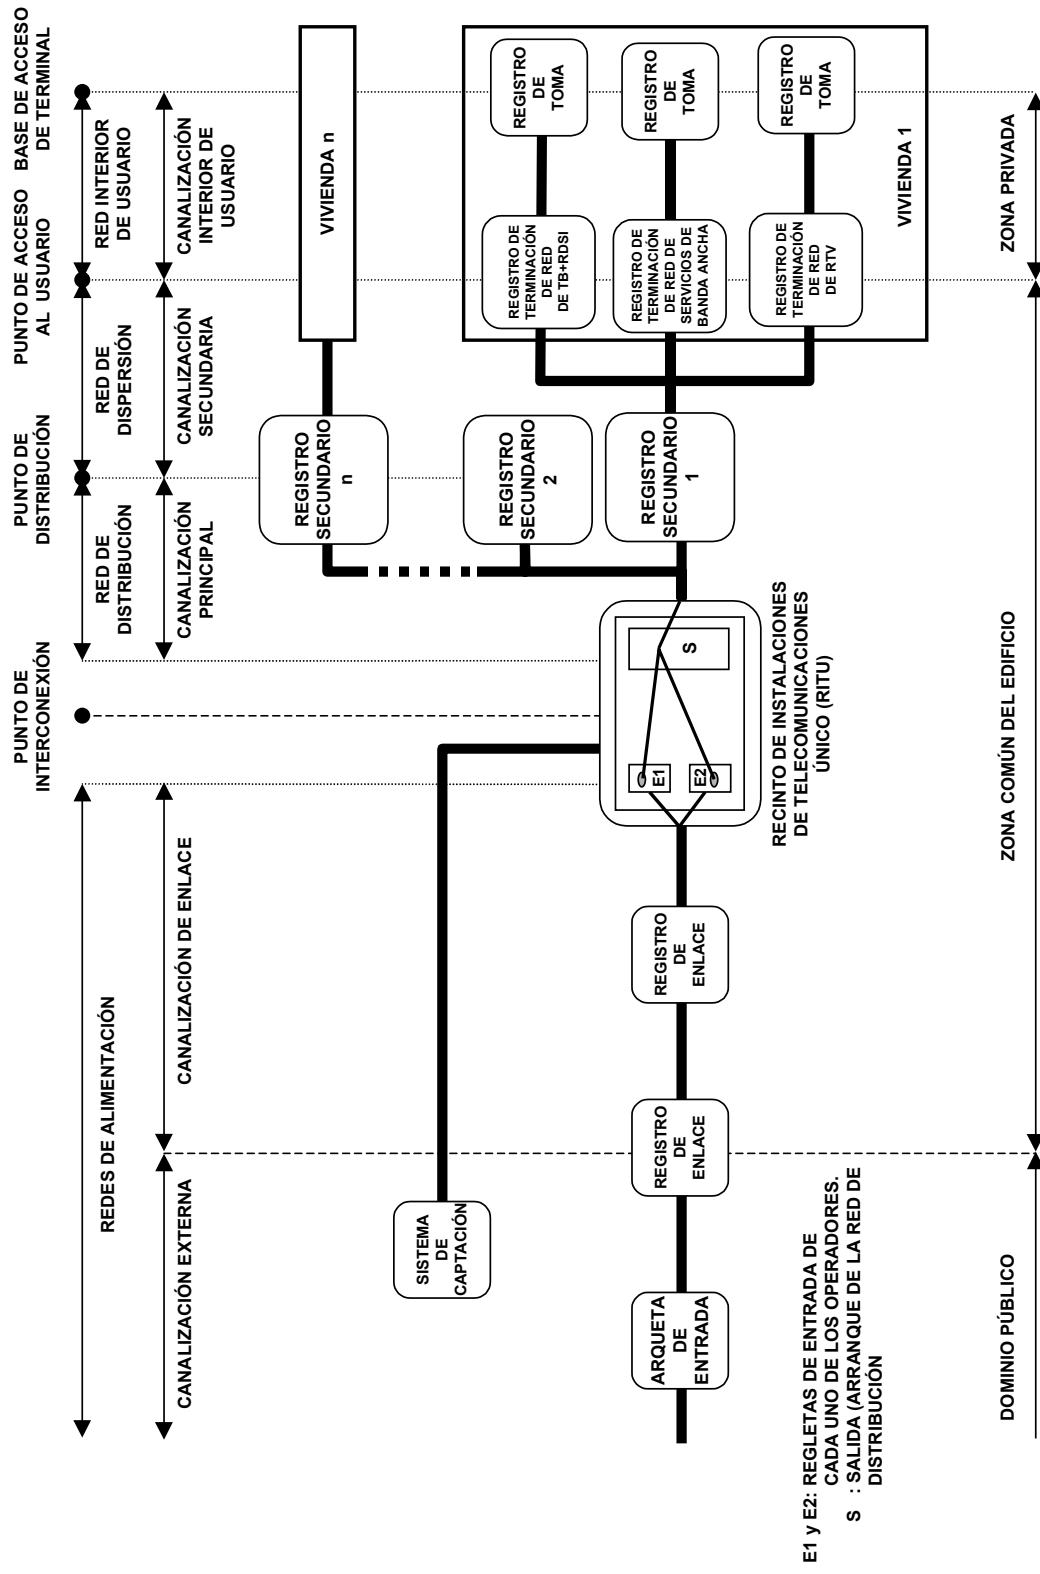 PUNTO DE
INTERCONEXIÓN
PUNTO DE
DISTRIBUCIÓN
PUNTO DE ACCESO
AL USUARIO
BASE DE ACCESO
DE TERMINAL
REDES DE ALIMENTACIÓN
RED DE
DISTRIBUCIÓN
RED DE
DISPERSIÓN
RED INTERIOR
DE USUARIO
CANALIZACIÓN EXTERNA
CANALIZACIÓN DE ENLACE
CANALIZACIÓN
PRINCIPAL
CANALIZACIÓN
SECUNDARIA
CANALIZACIÓN
INTERIOR DE
USUARIO
REGISTRO
SECUNDARIO
n
VIVIENDA n
SISTEMA
DE
CAPTACIÓN
REGISTRO
SECUNDARIO
2
REGISTRO DE
TERMINACIÓN
DE RED
DE TB+RDSI
REGISTRO
DE
TOMA
ARQUETA
DE
ENTRADA
REGISTRO
DE
ENLACE
REGISTRO
DE
ENLACE
E1
E2
S
REGISTRO
SECUNDARIO
1
REGISTRO DE
TERMINACIÓN
DE RED DE
SERVICIOS DE
BANDA ANCHA
REGISTRO
DE
TOMA
REGISTRO DE
TERMINACIÓN
DE RED
DE RTV
REGISTRO
DE
TOMA
RECINTO DE INSTALACIONES
DE TELECOMUNICACIONES
ÚNICO (RITU)
VIVIENDA 1
E1 y E2: REGLETAS DE ENTRADA DE
CADA UNO DE LOS OPERADORES.
S : SALIDA (ARRANQUE DE LA RED DE
DISTRIBUCIÓN
DOMINIO PÚBLICO
ZONA COMÚN DEL EDIFICIO
ZONA PRIVADA